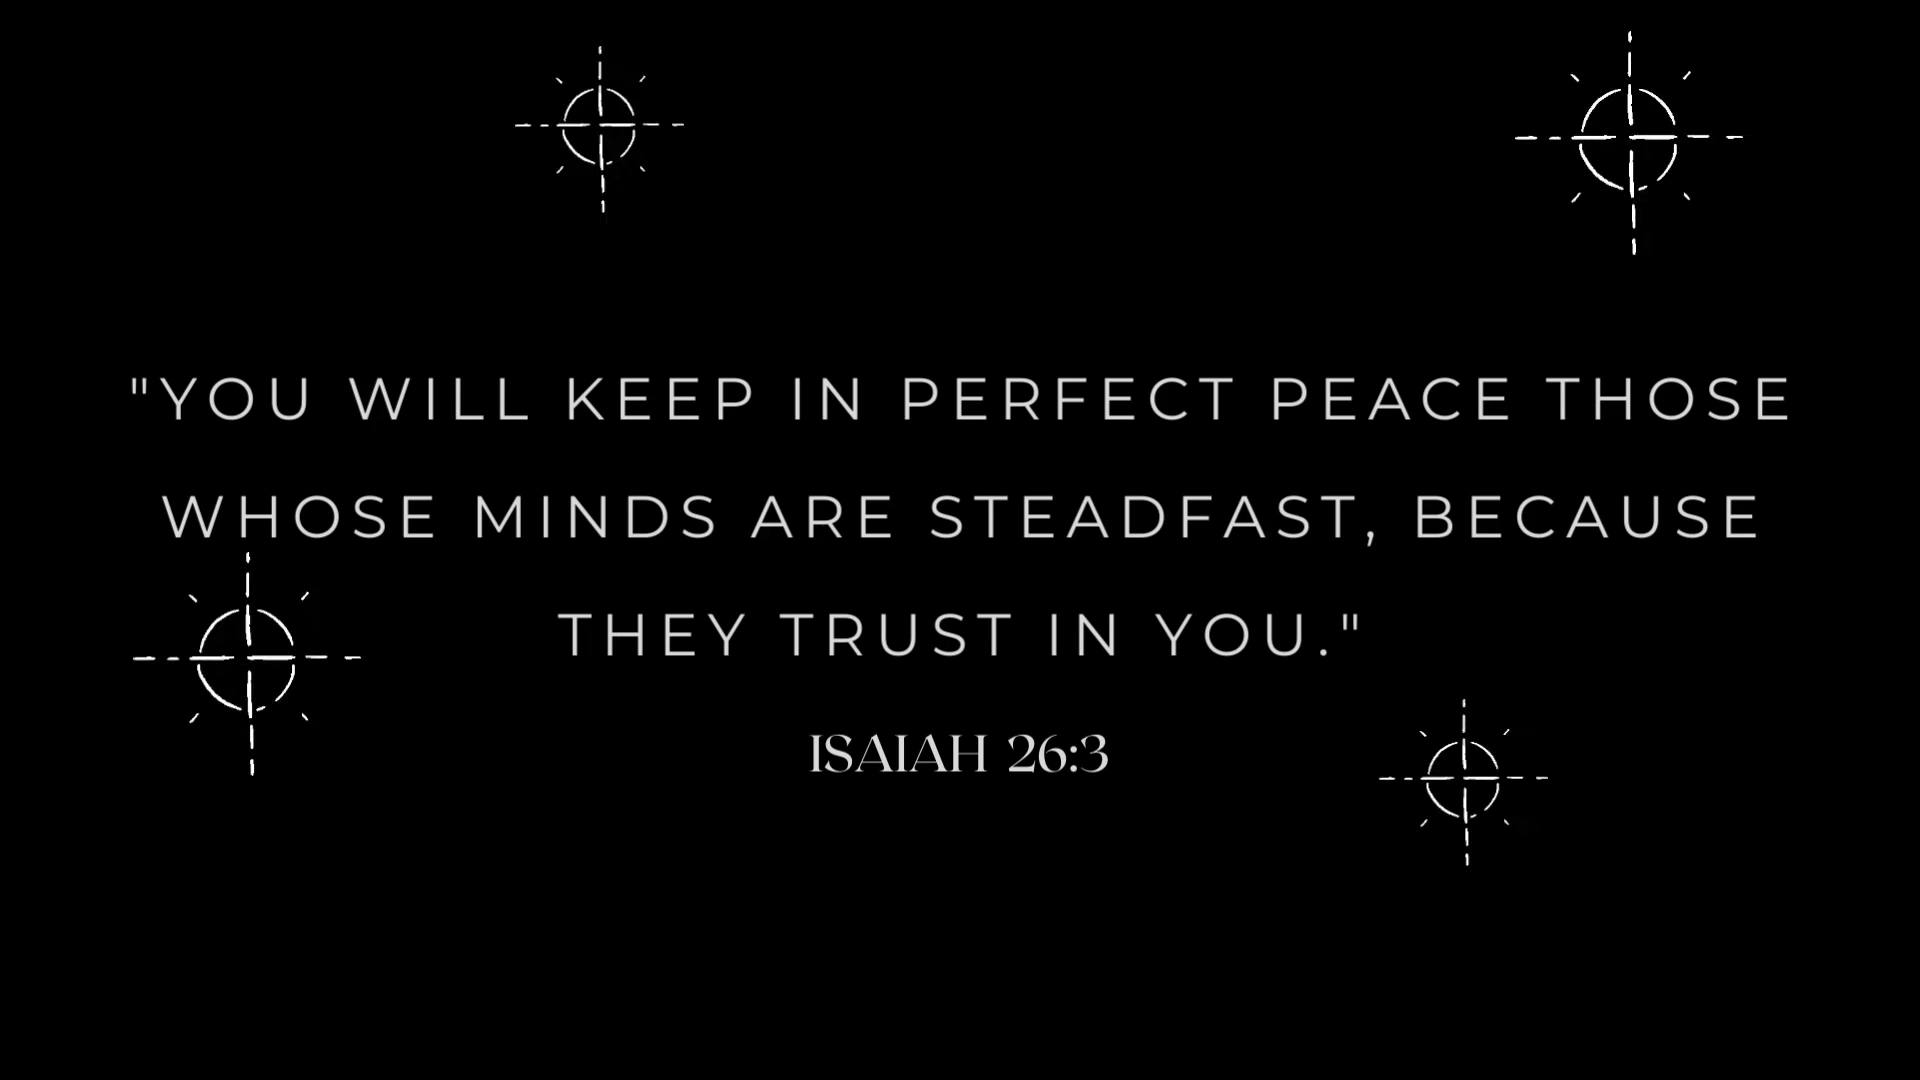 "YOU WILL KEEP IN PERFECT PEACE THOSE
WHOSE MINDS ARE STEADFAST, BECAUSE
THEY TRUST IN YOU."
ISAIAH 26:3